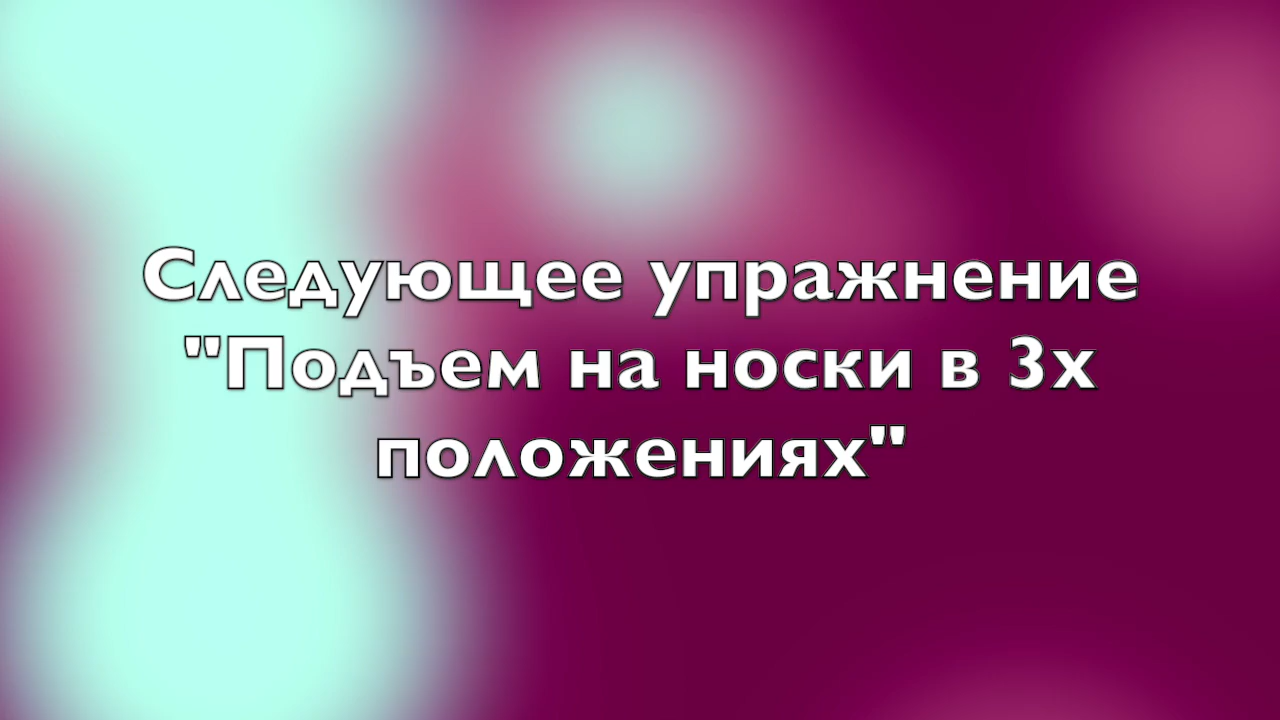 Следующее упражнение
"Подъем на носки в 3х
положениях"